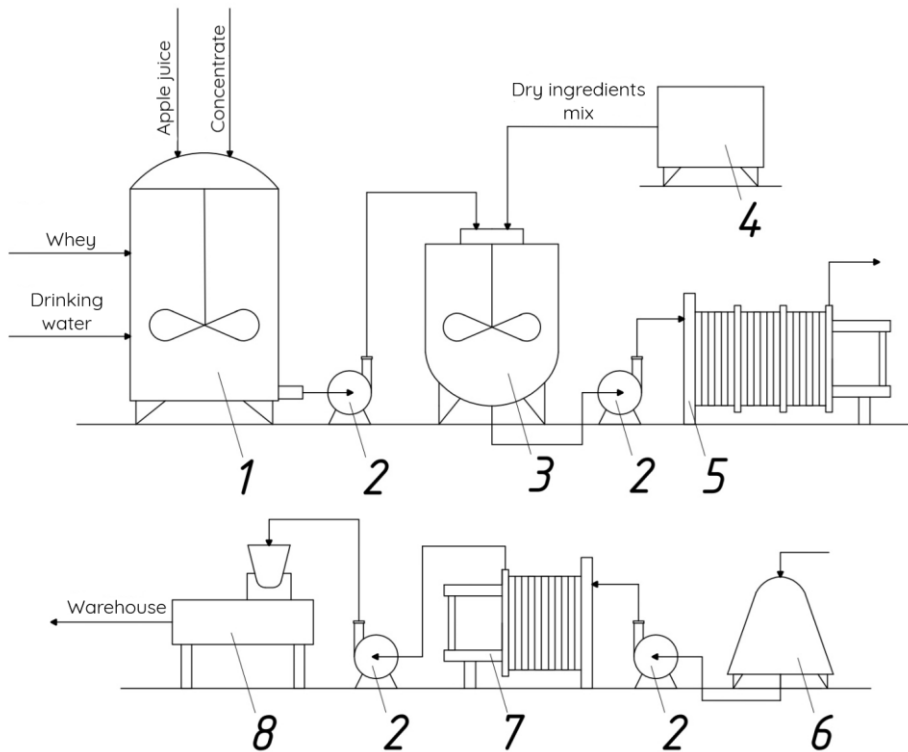 Apple juice
Concentrate
Dry ingredients
mix
Whey
Drinking
water
4
1
2
3
2
5
Warehouse
8
2
7
2
6